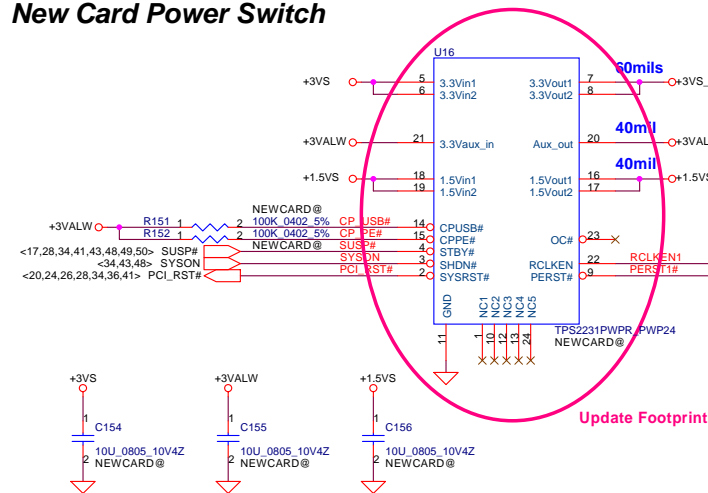 New Card Power Switch
U16
60mils
+3VS 5 3.3Vin1 3.3Vout1 7 +3VS_
6 3.3Vin2 3.3Vout2 8
40mil
+3VALW 21 3.3Vaux_in Aux_out 20 +3VAL
40mil
+1.5VS 18 1.5Vin1 1.5Vout1 16 +1.5VS
19 1.5Vin2 1.5Vout2 17
NEWCARD@
+3VALW R151 1 2 100K_0402_5% CP_USB# 14 CPUSB#
R152 1 2 100K_0402_5% CP_PE# 15 CPPE# OC# 23
NEWCARD@
<17,28,34,41,43,48,49,50> SUSP# SUSP# 4 STBY#
<34,43,48> SYSON SYSON 3 SHDN# RCLKEN 22 RCLKEN1
<20,24,26,28,34,36,41> PCI_RST# PCI_RST# 2 SYSRST# PERST# 9 PERST1#
GND NC1 NC2 NC3 NC4 NC5
11 1 10 12 13 24
TPS2231PWPR_PWP24
NEWCARD@
+3VS +3VALW +1.5VS
1 1 1
C154 C155 C156
10U_0805_10V4Z 10U_0805_10V4Z 10U_0805_10V4Z
2 NEWCARD@ 2 NEWCARD@ 2 NEWCARD@
Update Footprint